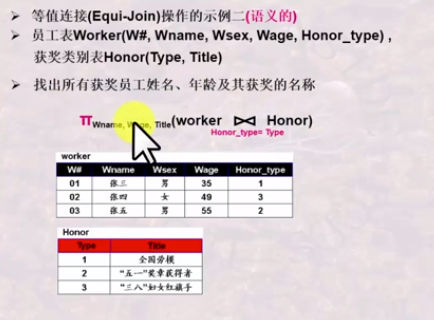 ➢ 等值连接(Equi-Join)操作的示例二(语义的)
➢ 员工表Worker(W#, Wname, Wsex, Wage, Honor_type) ,
获奖类别表Honor(Type, Title)
➢ 找出所有获奖员工姓名、年龄及其获奖的名称
π Wname, Wage, Title(worker ⋈ Honor)
Honor_type= Type
worker
W# Wname Wsex Wage Honor_type
01 张三 男 35 1
02 张四 女 49 3
03 张五 男 55 2
Honor
Type Title
1 全国劳模
2 “五一”奖章获得者
3 “三八”妇女红旗手